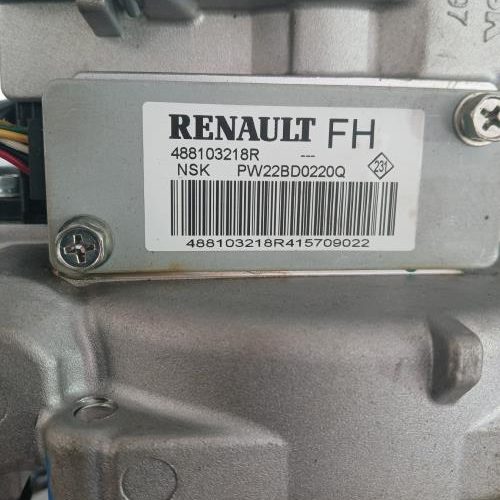 RENAULT FH
488103218R ---
NSK PW22BD0220Q 231
488103218R415709022